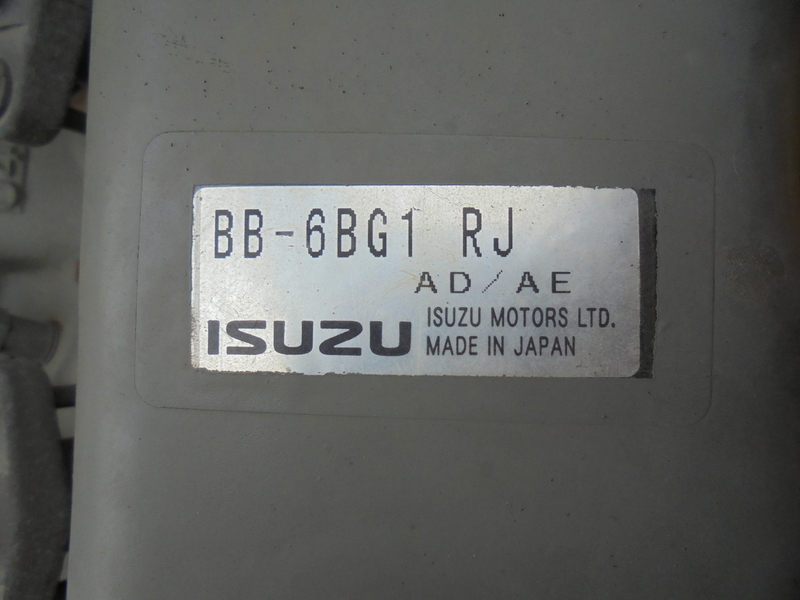 BB-6BG1 RJ
AD/AE
ISUZU
ISUZU MOTORS LTD.
MADE IN JAPAN